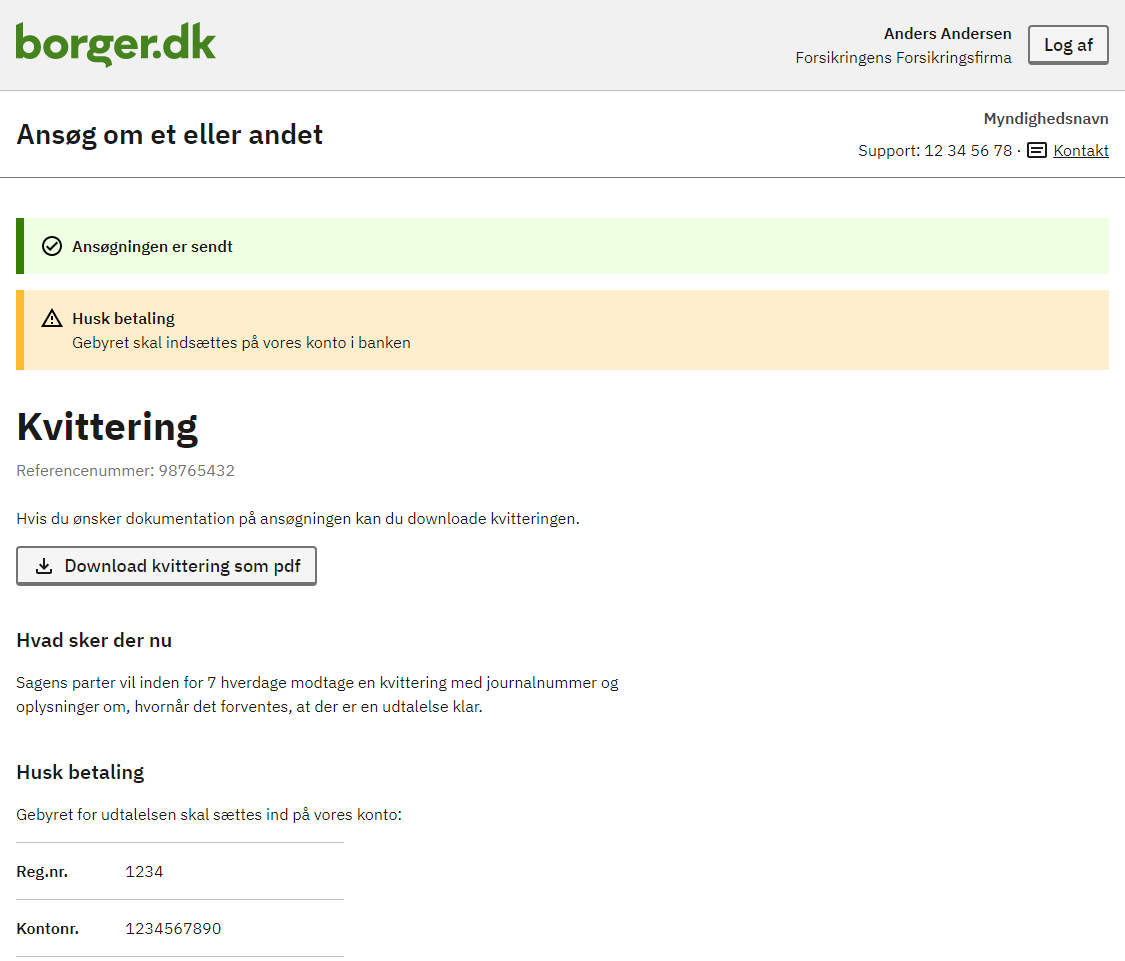 borger.dk
Anders Andersen
Forsikringens Forsikringsfirma
Log af
Ansøg om et eller andet
Myndighedsnavn
Support: 12 34 56 78 · Kontakt
Ansøgningen er sendt
Husk betaling
Gebyret skal indsættes på vores konto i banken
Kvittering
Referencenummer: 98765432
Hvis du ønsker dokumentation på ansøgningen kan du downloade kvitteringen.
Download kvittering som pdf
Hvad sker der nu
Sagens parter vil inden for 7 hverdage modtage en kvittering med journalnummer og
oplysninger om, hvornår det forventes, at der er en udtalelse klar.
Husk betaling
Gebyret for udtalelsen skal sættes ind på vores konto:
Reg.nr. 1234
Kontonr. 1234567890